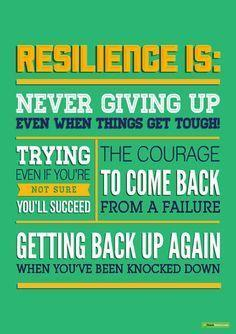 RESILIENCE IS:
NEVER GIVING UP
EVEN WHEN THINGS GET TOUGH!
TRYING
EVEN IF YOU'RE
NOT SURE
YOU'LL SUCCEED
THE COURAGE
TO COME BACK
FROM A FAILURE
GETTING BACK UP AGAIN
WHEN YOU'VE BEEN KNOCKED DOWN